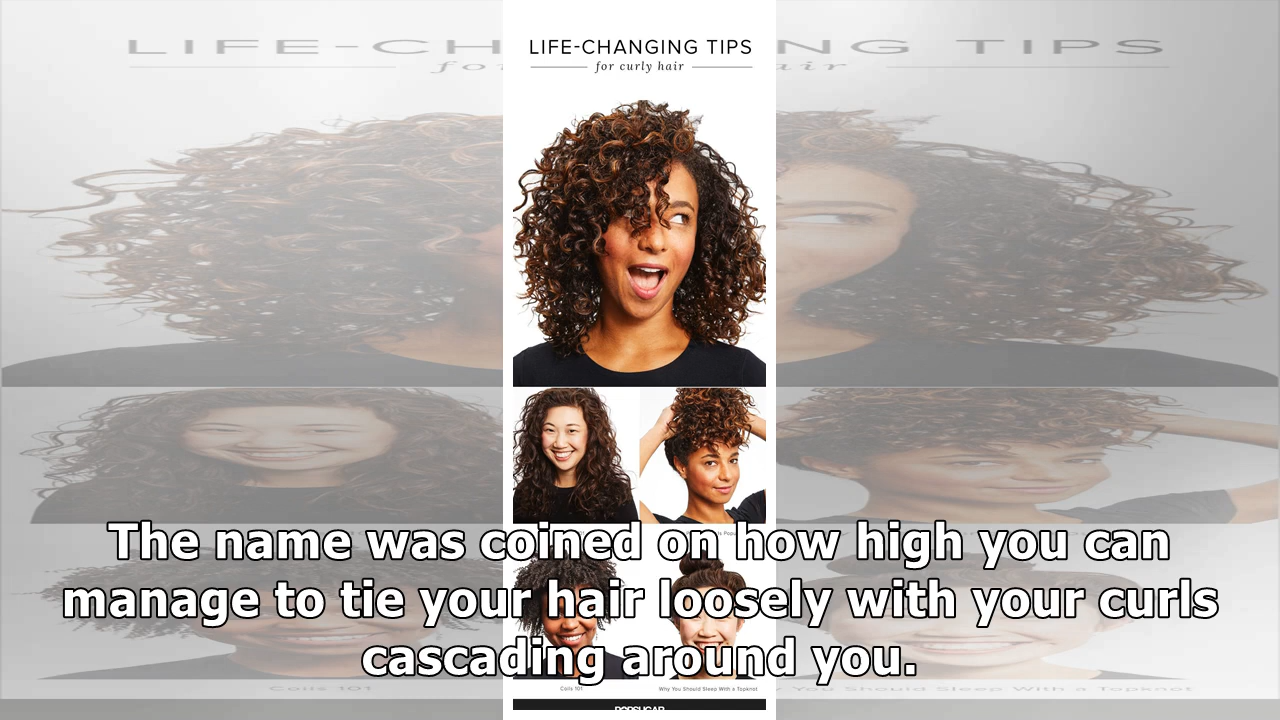 LIFE-CHANGING TIPS
for curly hair
The name was coined on how high you can
manage to tie your hair loosely with your curls
cascading around you.
Coils 101
Why You Should Sleep With a Topknot
POPSUGAR